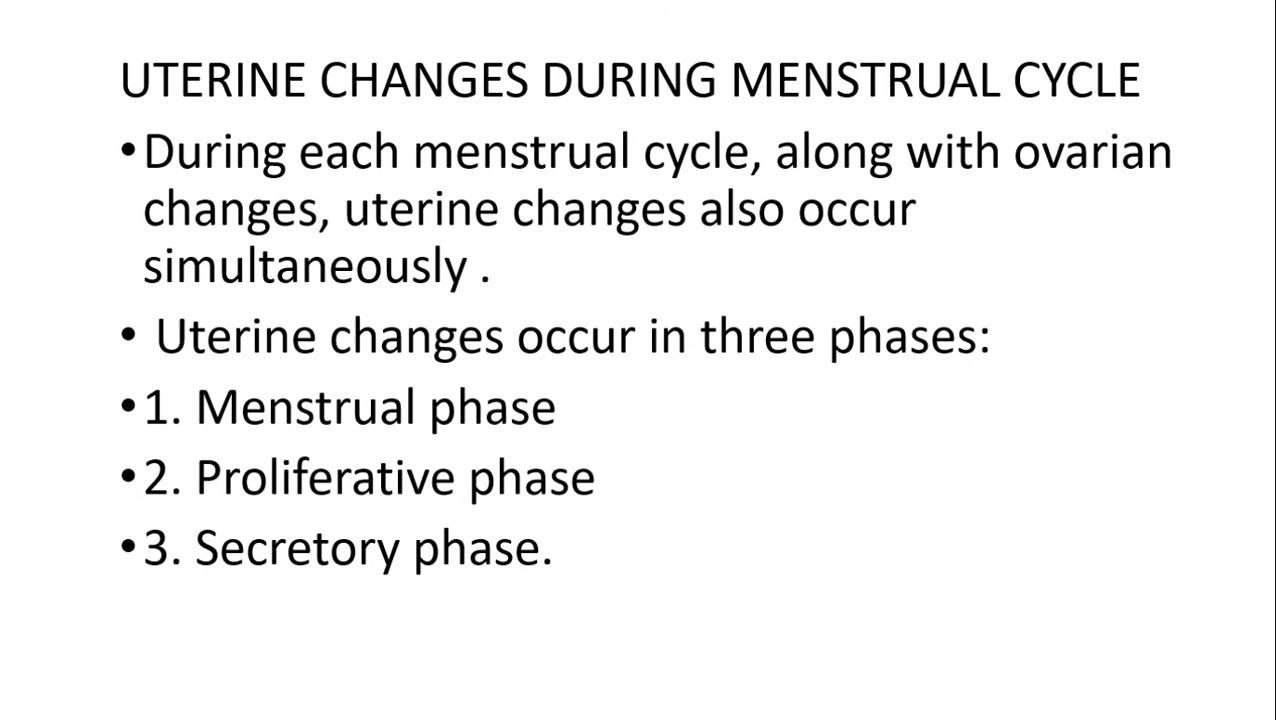 UTERINE CHANGES DURING MENSTRUAL CYCLE
•During each menstrual cycle, along with ovarian
changes, uterine changes also occur
simultaneously .
• Uterine changes occur in three phases:
•1. Menstrual phase
•2. Proliferative phase
•3. Secretory phase.